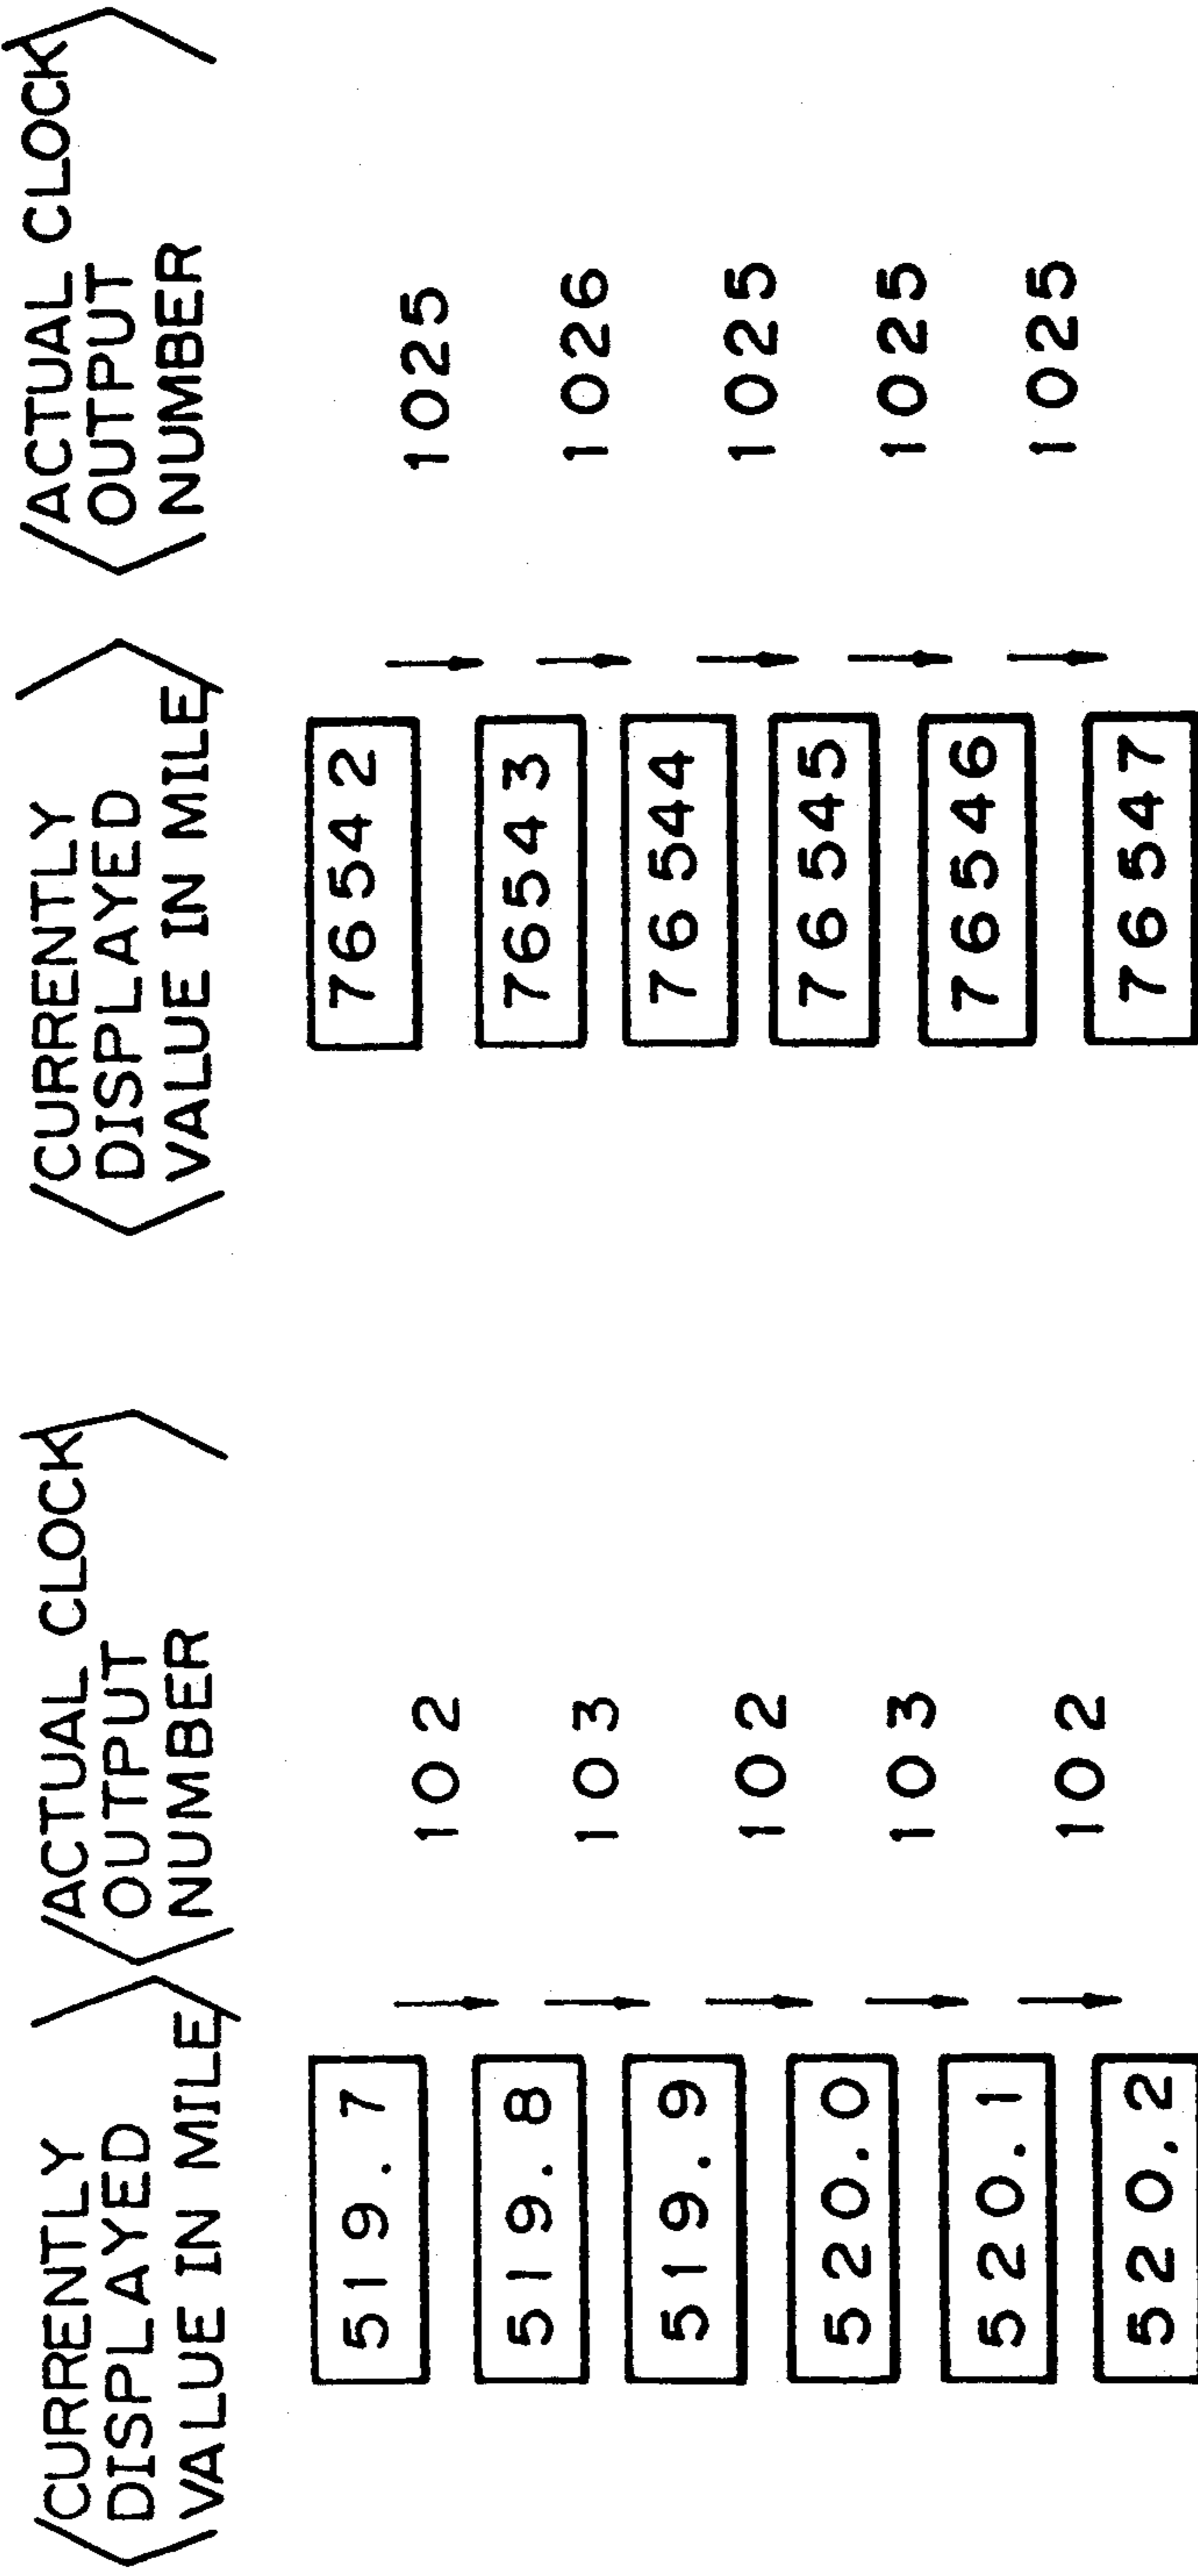 CURRENTLY
DISPLAYED
VALUE IN MILE
519.7
519.8
519.9
520.0
520.1
520.2
ACTUAL CLOCK
OUTPUT
NUMBER
102
103
102
103
102
CURRENTLY
DISPLAYED
VALUE IN MILE
76542
76543
76544
76545
76546
76547
ACTUAL CLOCK
OUTPUT
NUMBER
1025
1026
1025
1025
1025